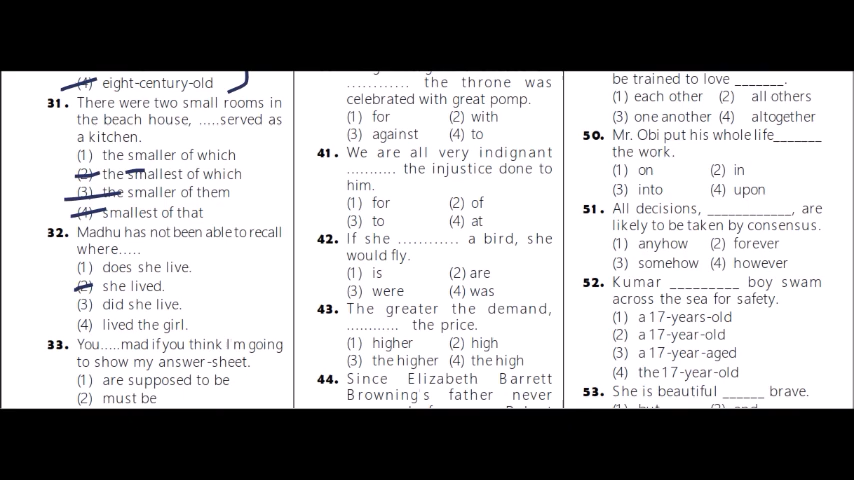 (4) eight-century-old
31. There were two small rooms in
the beach house, .....served as
a kitchen.
(1) the smaller of which
(2) the smallest of which
(3) the smaller of them
(4) smallest of that
32. Madhu has not been able to recall
where.....
(1) does she live.
(2) she lived.
(3) did she live.
(4) lived the girl.
33. You.....mad if you think I m going
to show my answer-sheet.
(1) are supposed to be
(2) must be
............ the throne was
celebrated with great pomp.
(1) for (2) with
(3) against (4) to
41. We are all very indignant
........... the injustice done to
him.
(1) for (2) of
(3) to (4) at
42. If she ............ a bird, she
would fly.
(1) is (2) are
(3) were (4) was
43. The greater the demand,
............ the price.
(1) higher (2) high
(3) the higher (4) the high
44. Since Elizabeth Barrett
Browning's father never
be trained to love _______.
(1) each other (2) all others
(3) one another (4) altogether
50. Mr. Obi put his whole life_______
the work.
(1) on (2) in
(3) into (4) upon
51. All decisions, ____________, are
likely to be taken by consensus.
(1) anyhow (2) forever
(3) somehow (4) however
52. Kumar _________ boy swam
across the sea for safety.
(1) a 17-years-old
(2) a 17-year-old
(3) a 17-year-aged
(4) the 17-year-old
53. She is beautiful ______ brave.